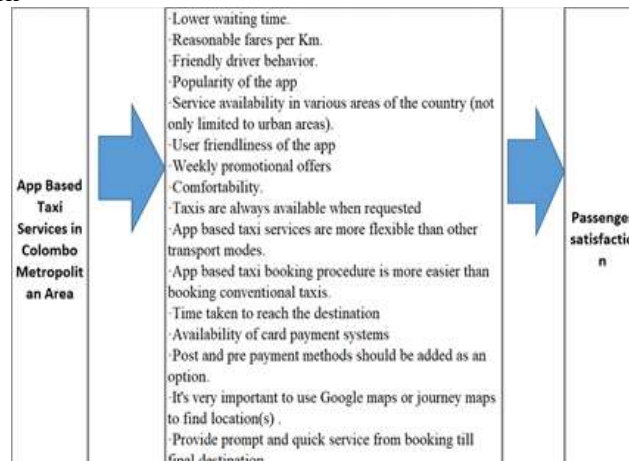 App Based
Taxi
Services in
Colombo
Metropolit
an Area
·Lower waiting time.
·Reasonable fares per Km.
·Friendly driver behavior.
·Popularity of the app
·Service availability in various areas of the country (not
only limited to urban areas).
·User friendliness of the app
·Weekly promotional offers
·Comfortability.
·Taxis are always available when requested
·App based taxi services are more flexible than other
transport modes.
·App based taxi booking procedure is more easier than
booking conventional taxis.
·Time taken to reach the destination
·Availability of card payment systems
·Post and pre payment methods should be added as an
option.
·It's very important to use Google maps or journey maps
to find location(s) .
·Provide prompt and quick service from booking till
final destination
Passenger
satisfactio
n